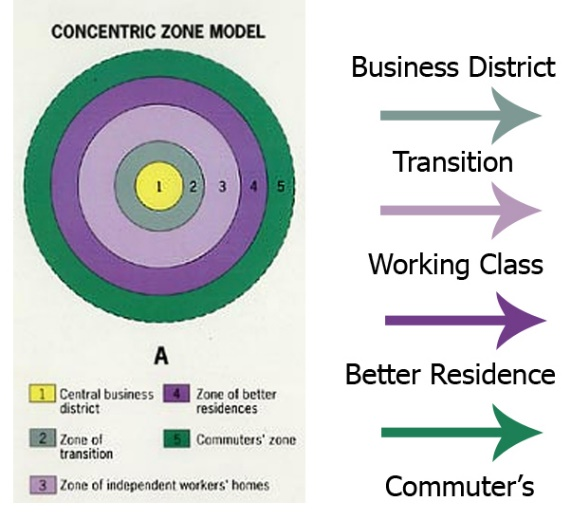 CONCENTRIC ZONE MODEL
1 2 3 4 5
A
1 Central business
district
2 Zone of
transition
3 Zone of independent workers' homes
4 Zone of better
residences
5 Commuters' zone
Business District
Transition
Working Class
Better Residence
Commuter's